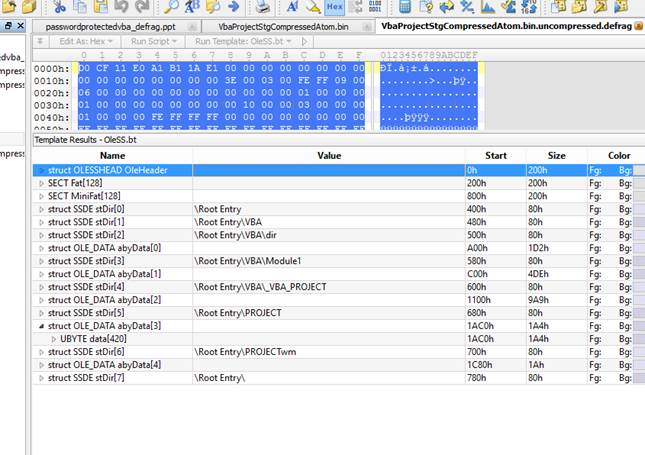 passwordprotectedvba_defrag.ppt VbaProjectStgCompressedAtom.bin VbaProjectStgCompressedAtom.bin.uncompressed.defrag
Edit As: Hex Run Script Run Template: OleSS.bt
0 1 2 3 4 5 6 7 8 9 A B C D E F 0123456789ABCDEF
0000h: D0 CF 11 E0 A1 B1 1A E1 00 00 00 00 00 00 00 00 ÐÏ.à¡±.á........
0010h: 00 00 00 00 00 00 00 00 3E 00 03 00 FE FF 09 00 ........>...þÿ..
0020h: 06 00 00 00 00 00 00 00 00 00 00 00 01 00 00 00 ................
0030h: 01 00 00 00 00 00 00 00 00 10 00 00 03 00 00 00 ................
0040h: 01 00 00 00 FE FF FF FF 00 00 00 00 00 00 00 00 ....þÿÿÿ........
Template Results - OleSS.bt
Name Value Start Size Color
struct OLESSHEAD OleHeader 0h 200h Fg: Bg:
SECT Fat[128] 200h 200h Fg: Bg:
SECT MiniFat[128] 800h 200h Fg: Bg:
struct SSDE stDir[0] \Root Entry 400h 80h Fg: Bg:
struct SSDE stDir[1] \Root Entry\VBA 480h 80h Fg: Bg:
struct SSDE stDir[2] \Root Entry\VBA\dir 500h 80h Fg: Bg:
struct OLE_DATA abyData[0] A00h 1D2h Fg: Bg:
struct SSDE stDir[3] \Root Entry\VBA\Module1 580h 80h Fg: Bg:
struct OLE_DATA abyData[1] C00h 4DEh Fg: Bg:
struct SSDE stDir[4] \Root Entry\VBA\_VBA_PROJECT 600h 80h Fg: Bg:
struct OLE_DATA abyData[2] 1100h 9A9h Fg: Bg:
struct SSDE stDir[5] \Root Entry\PROJECT 680h 80h Fg: Bg:
struct OLE_DATA abyData[3] 1AC0h 1A4h Fg: Bg:
UBYTE data[420] 1AC0h 1A4h Fg: Bg:
struct SSDE stDir[6] \Root Entry\PROJECTwm 700h 80h Fg: Bg:
struct OLE_DATA abyData[4] 1C80h 1Ah Fg: Bg:
struct SSDE stDir[7] \Root Entry\ 780h 80h Fg: Bg: